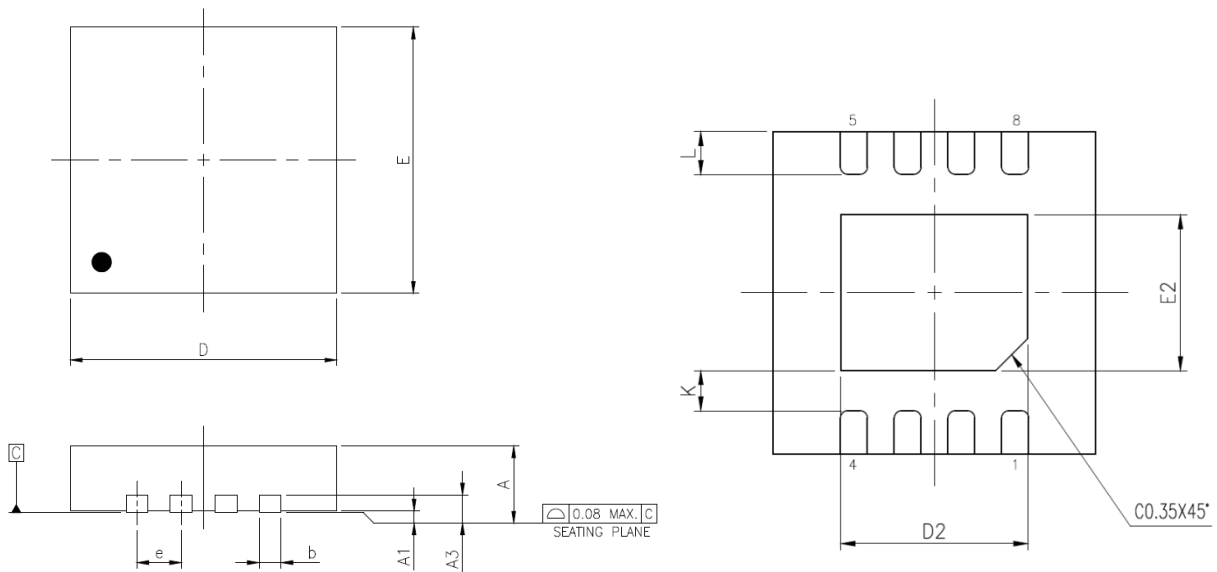 E
D
C
A
A1
A3
e
b
0.08 MAX. C
SEATING PLANE
5
8
L
E2
K
4
1
D2
C0.35X45°